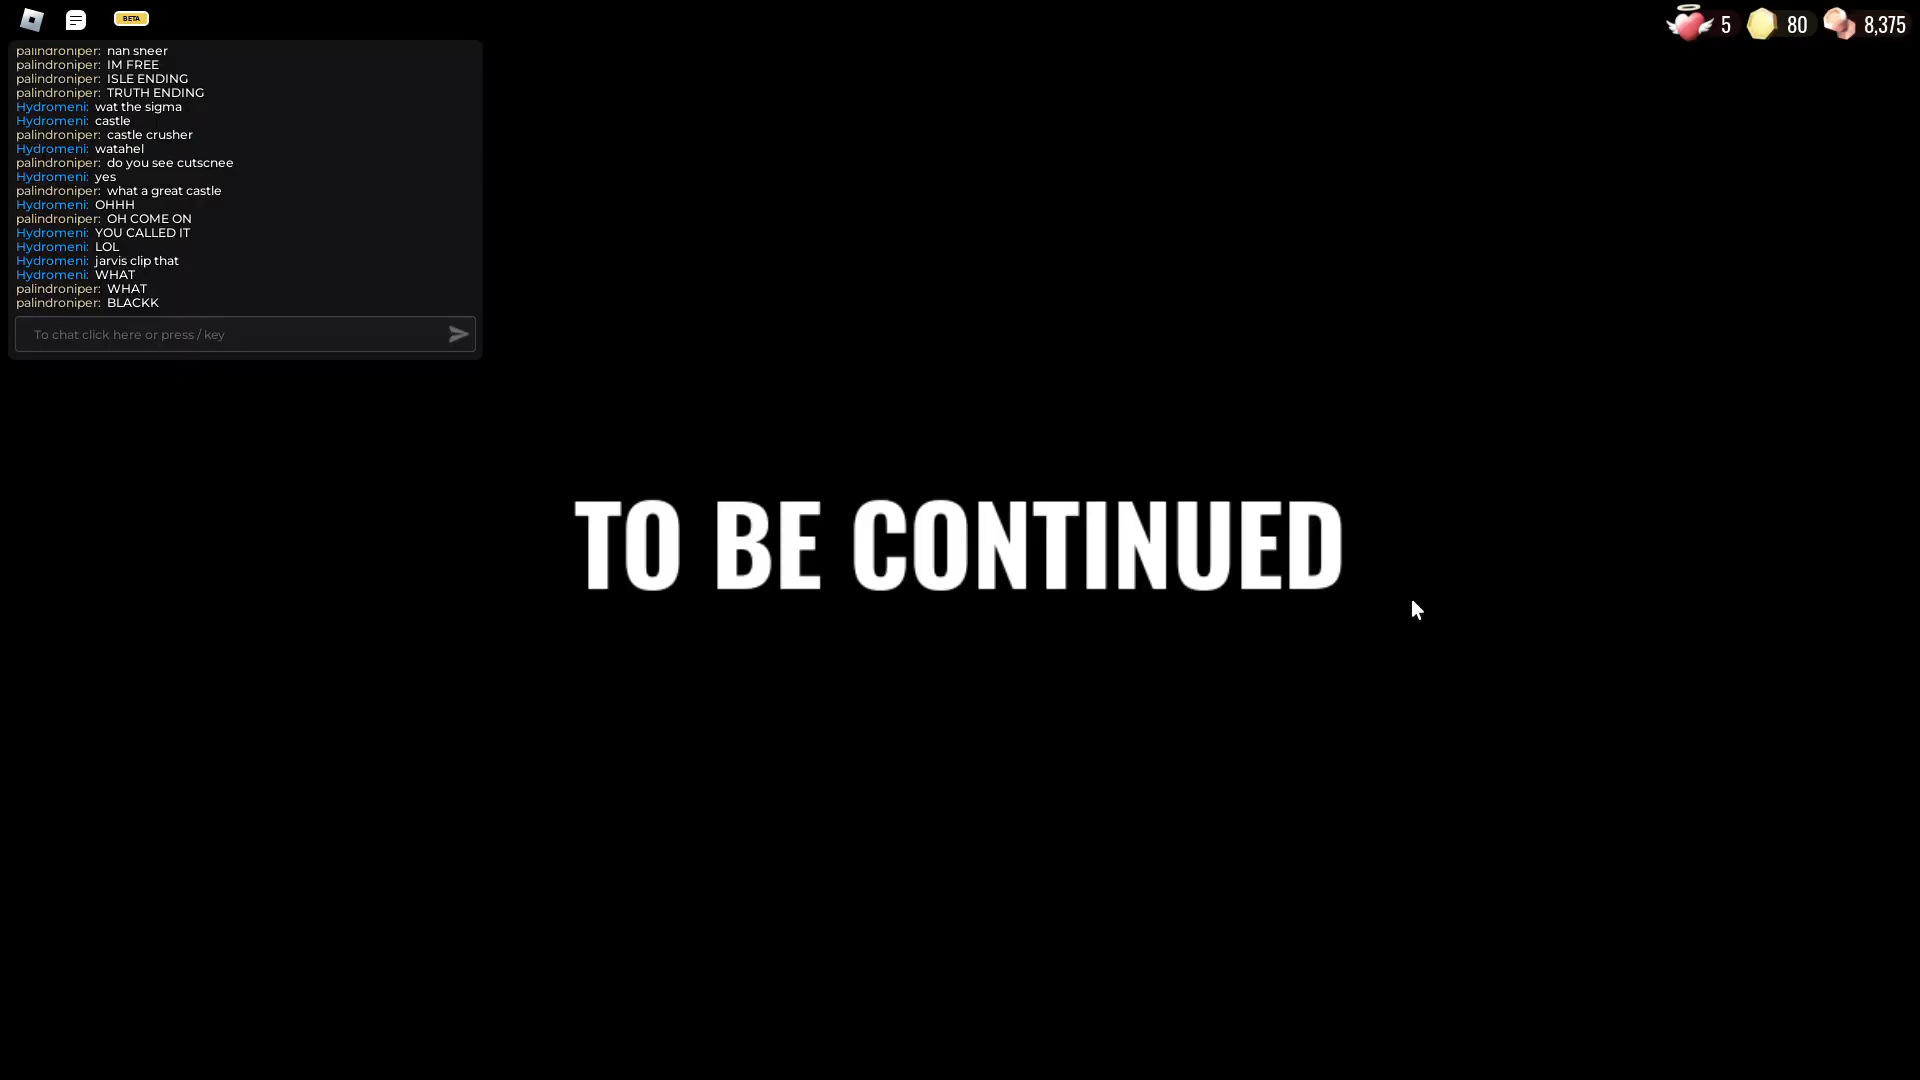 BETA
5
80
8,375
palindroniper: nah sheer
palindroniper: IM FREE
palindroniper: ISLE ENDING
palindroniper: TRUTH ENDING
Hydromeni: wat the sigma
Hydromeni: castle
palindroniper: castle crusher
Hydromeni: watahel
palindroniper: do you see cutscnee
Hydromeni: yes
palindroniper: what a great castle
Hydromeni: OHHH
palindroniper: OH COME ON
Hydromeni: YOU CALLED IT
Hydromeni: LOL
Hydromeni: jarvis clip that
Hydromeni: WHAT
palindroniper: WHAT
palindroniper: BLACKK
To chat click here or press / key
TO BE CONTINUED